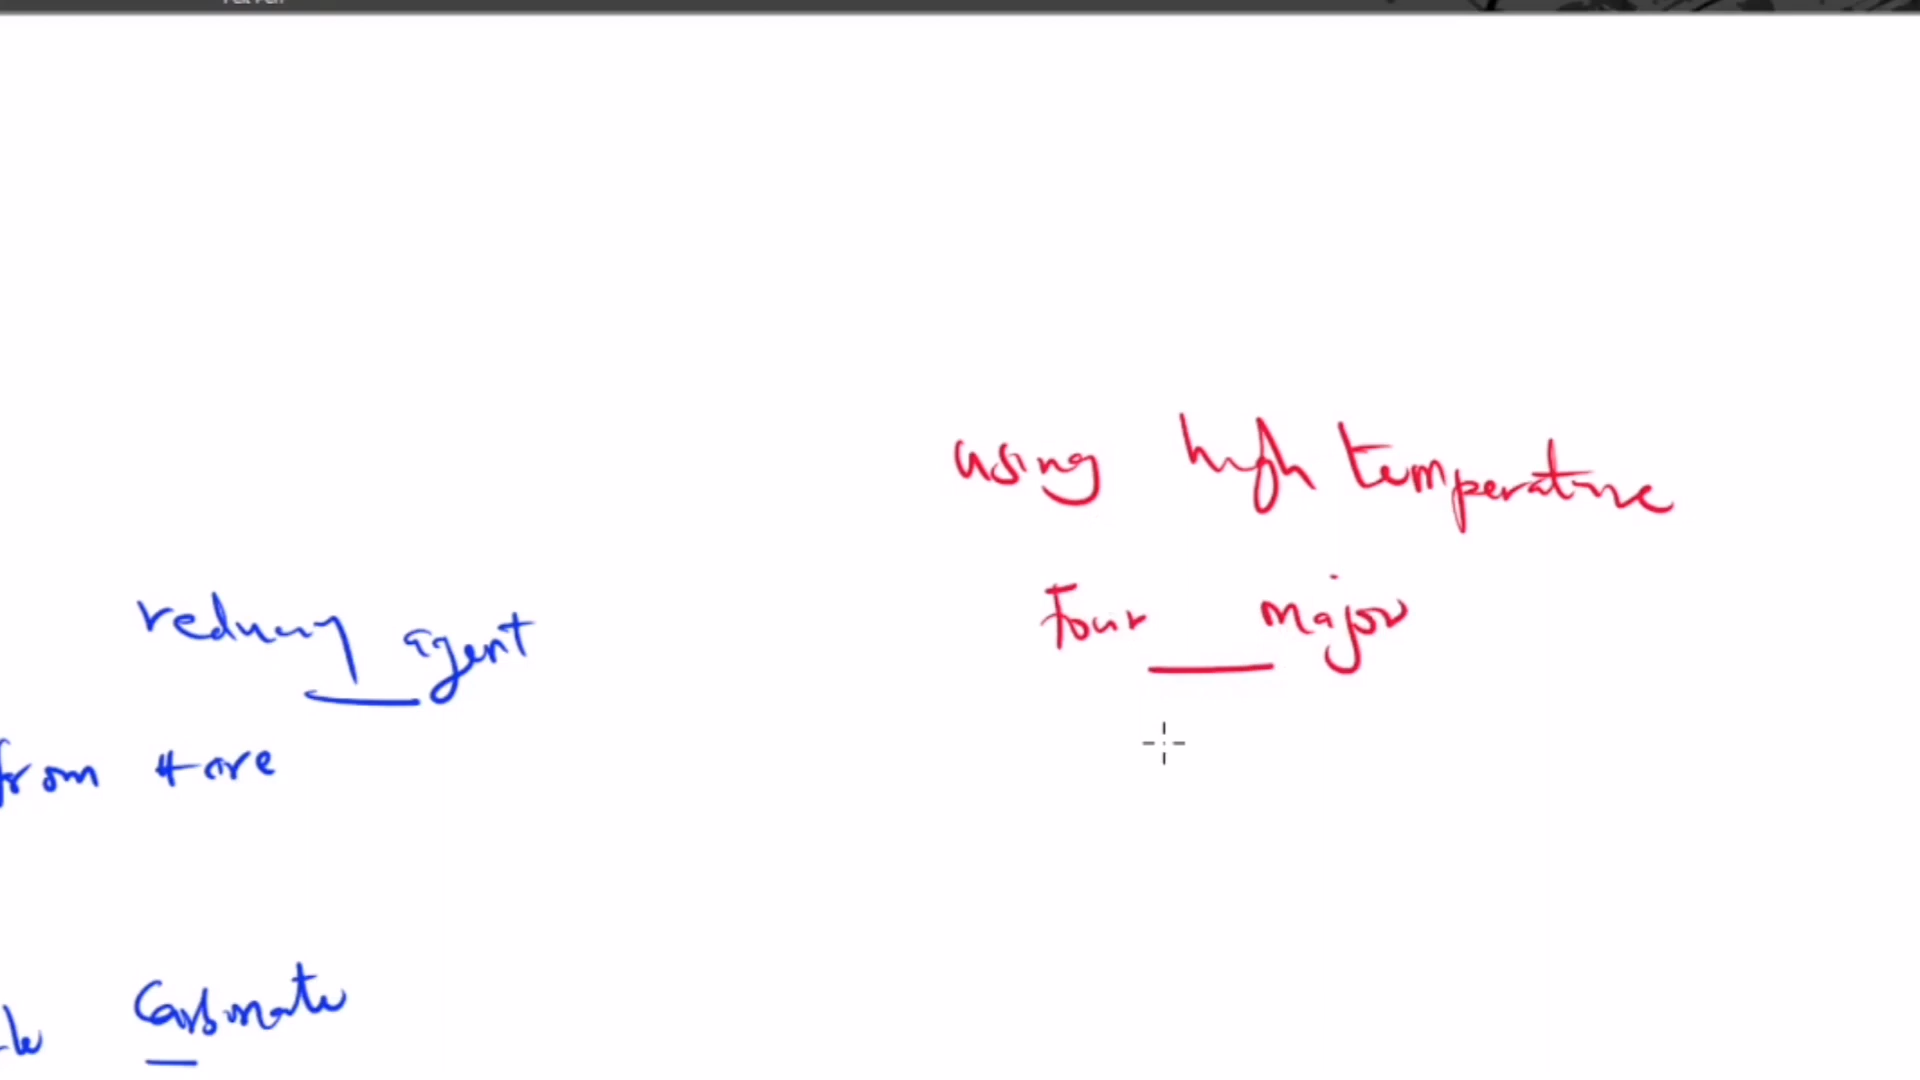 using high temperature
Four major
reducing agent
from ore
Carbonate